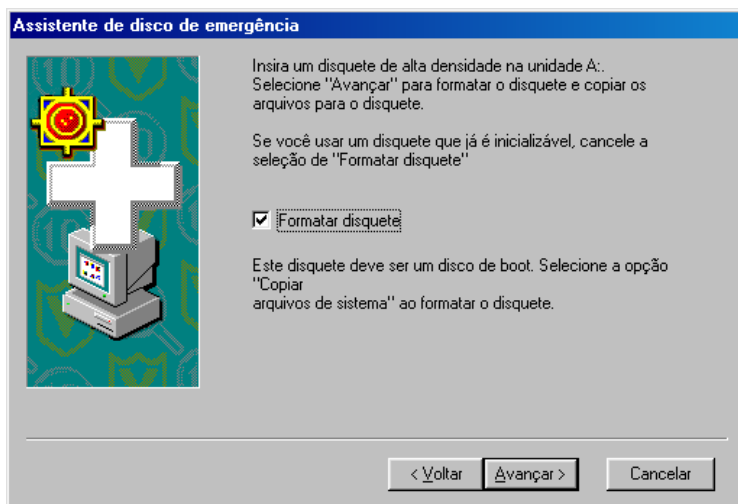 Assistente de disco de emergência
Insira um disquete de alta densidade na unidade A:.
Selecione "Avançar" para formatar o disquete e copiar os
arquivos para o disquete.
Se você usar um disquete que já é inicializável, cancele a
seleção de "Formatar disquete"
Formatar disquete
Este disquete deve ser um disco de boot. Selecione a opção
"Copiar
arquivos de sistema" ao formatar o disquete.
< Voltar
Avançar >
Cancelar